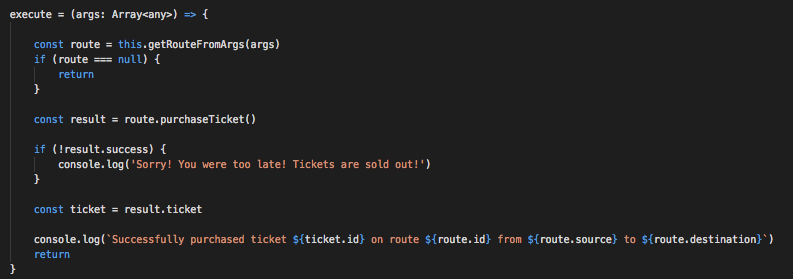 execute = (args: Array<any>) => {
const route = this.getRouteFromArgs(args)
if (route === null) {
return
}
const result = route.purchaseTicket()
if (!result.success) {
console.log('Sorry! You were too late! Tickets are sold out!')
}
const ticket = result.ticket
console.log(`Successfully purchased ticket ${ticket.id} on route ${route.id} from ${route.source} to ${route.destination}`)
return
}